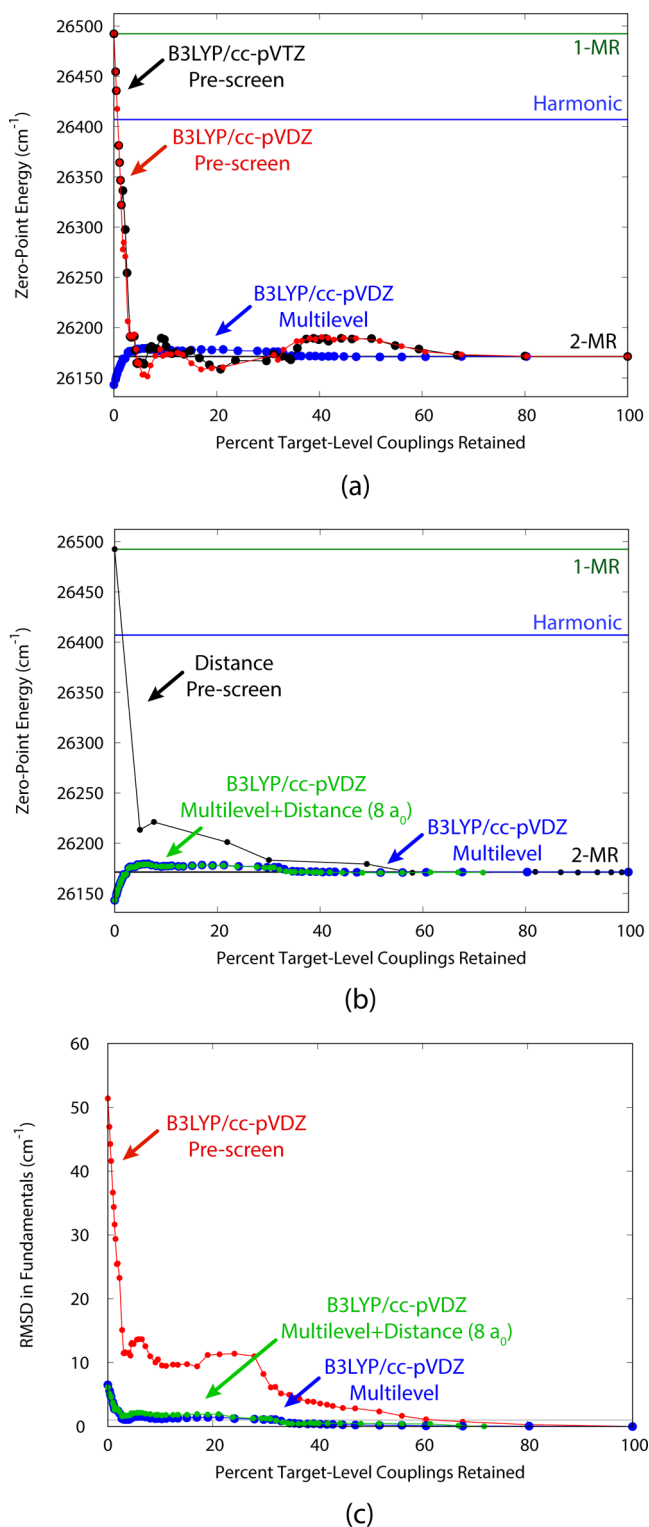 26500
26450
26400
26350
26300
26250
26200
26150
Zero-Point Energy (cm⁻¹)
1-MR
B3LYP/cc-pVTZ
Pre-screen
Harmonic
B3LYP/cc-pVDZ
Pre-screen
B3LYP/cc-pVDZ
Multilevel
2-MR
0 20 40 60 80 100
Percent Target-Level Couplings Retained
(a)
26500
26450
26400
26350
26300
26250
26200
26150
Zero-Point Energy (cm⁻¹)
1-MR
Harmonic
Distance
Pre-screen
B3LYP/cc-pVDZ
Multilevel+Distance (8 a₀)
B3LYP/cc-pVDZ
Multilevel
2-MR
0 20 40 60 80 100
Percent Target-Level Couplings Retained
(b)
60
50
40
30
20
10
0
RMSD in Fundamentals (cm⁻¹)
B3LYP/cc-pVDZ
Pre-screen
B3LYP/cc-pVDZ
Multilevel+Distance (8 a₀)
B3LYP/cc-pVDZ
Multilevel
0 20 40 60 80 100
Percent Target-Level Couplings Retained
(c)